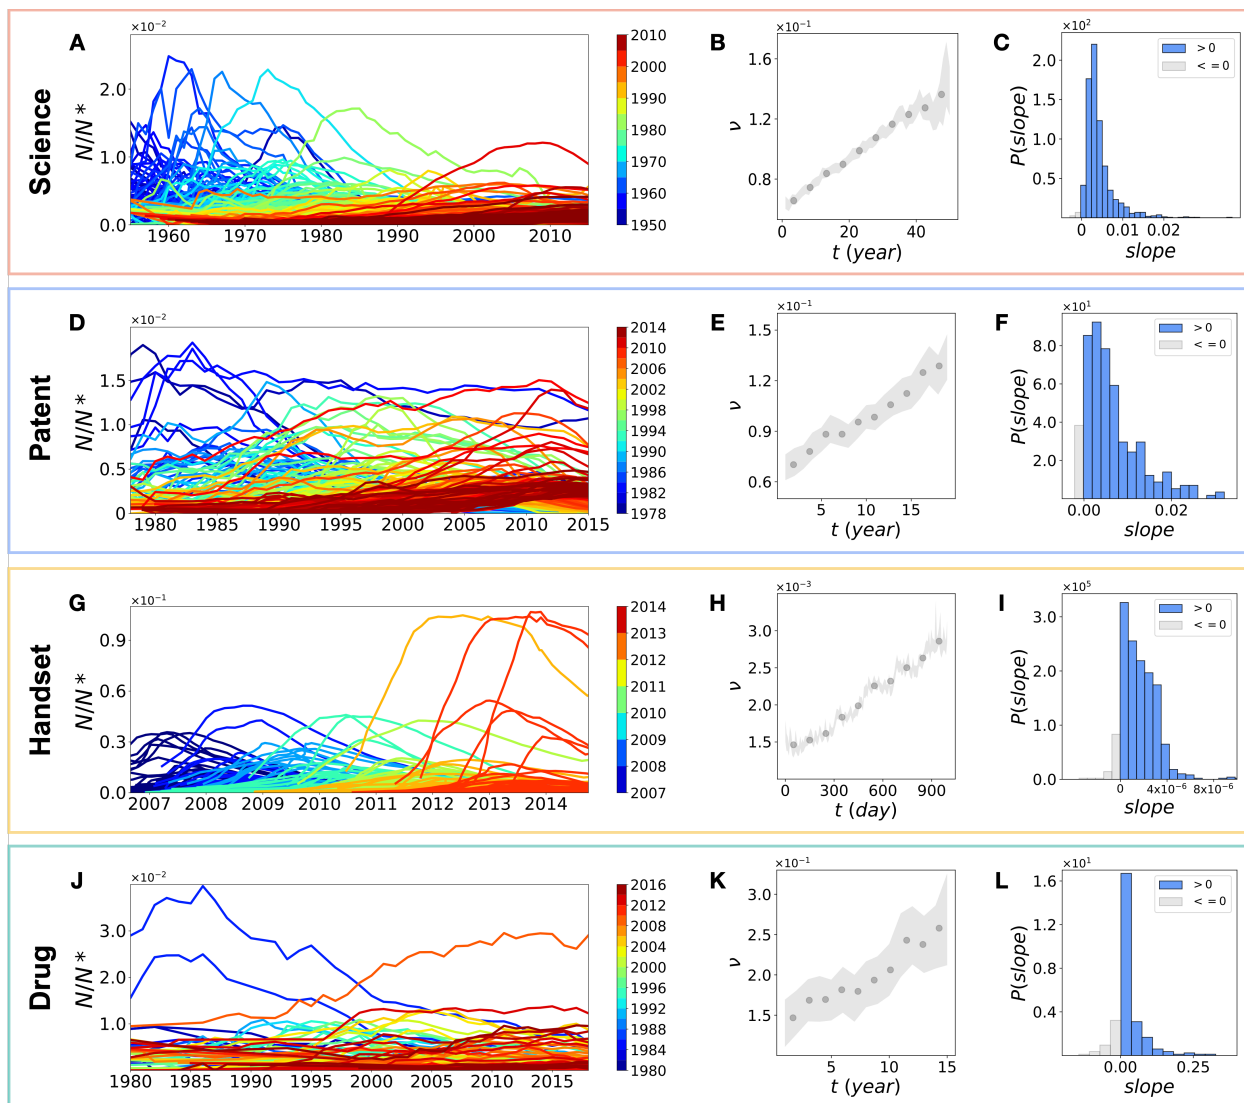 Science
A
×10⁻²
N/N*
2.0
1.0
0.0
1960 1970 1980 1990 2000 2010
2010
2000
1990
1980
1970
1960
1950
B
×10⁻¹
ν
1.6
1.2
0.8
0 20 40
t (year)
C
×10²
P(slope)
2.0
1.5
1.0
0.5
> 0
<= 0
0 0.01 0.02
slope
Patent
D
×10⁻²
N/N*
1.5
1.0
0.5
0
1980 1985 1990 1995 2000 2005 2010 2015
2014
2010
2006
2002
1998
1994
1990
1986
1982
1978
E
×10⁻¹
ν
1.5
1.2
0.9
0.6
5 10 15
t (year)
F
×10¹
P(slope)
8.0
6.0
4.0
2.0
> 0
<= 0
0.00 0.02
slope
Handset
G
×10⁻¹
N/N*
0.9
0.6
0.3
0.0
2007 2008 2009 2010 2011 2012 2013 2014
2014
2013
2012
2011
2010
2009
2008
2007
H
×10⁻³
ν
3.0
2.5
2.0
1.5
0 300 600 900
t (day)
I
×10⁵
P(slope)
3.0
2.0
1.0
0.0
> 0
<= 0
0 4x10⁻⁶ 8x10⁻⁶
slope
Drug
J
×10⁻²
N/N*
3.0
2.0
1.0
1980 1985 1990 1995 2000 2005 2010 2015
2016
2012
2008
2004
2000
1996
1992
1988
1984
1980
K
×10⁻¹
ν
3.0
2.5
2.0
1.5
5 10 15
t (year)
L
×10¹
P(slope)
1.6
1.2
0.8
0.4
> 0
<= 0
0.00 0.25
slope